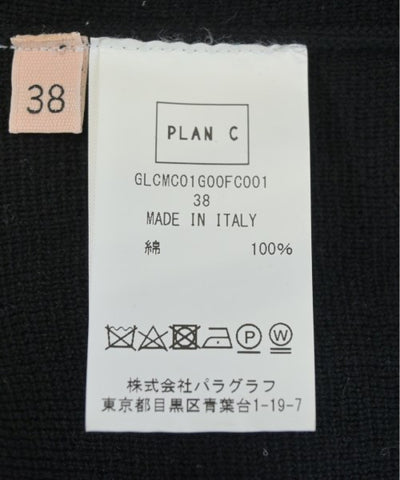 38
PLAN C
GLCMC01G00FC001
38
MADE IN ITALY
綿 100%
P W
株式会社パラグラフ
東京都目黒区青葉台1-19-7